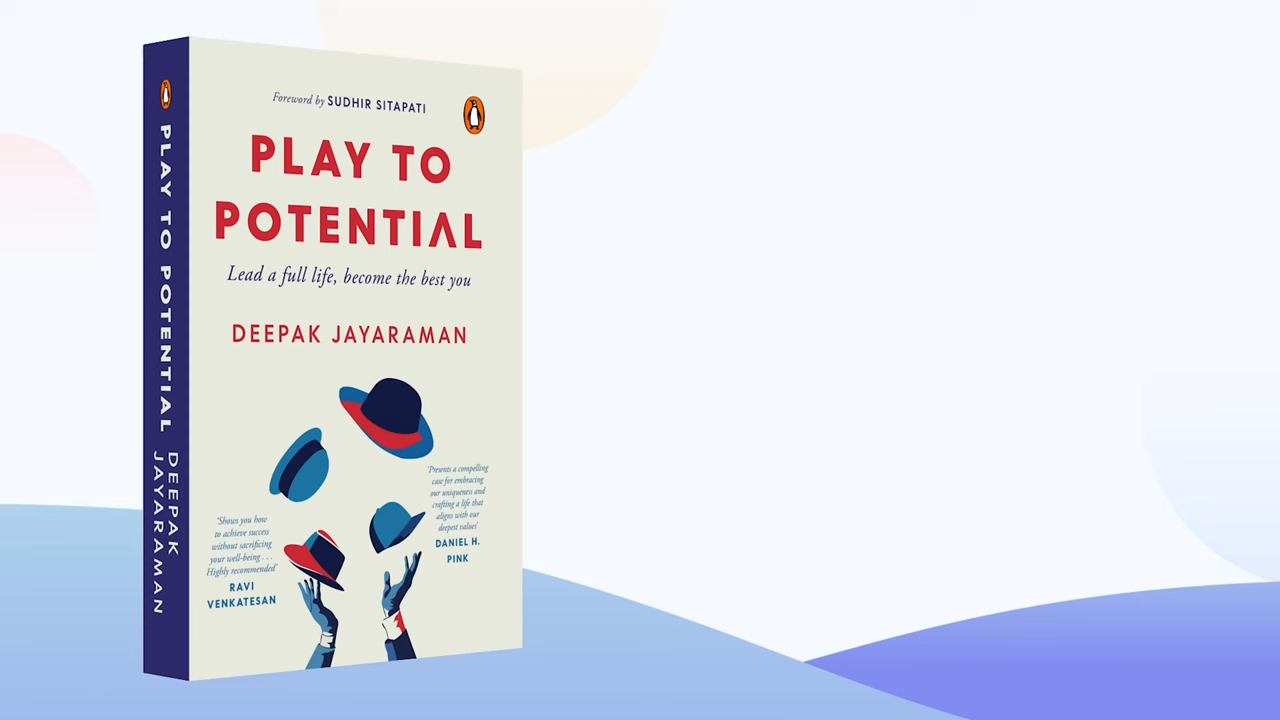 PLAY TO POTENTIAL DEEPAK
JAYARAMAN
Foreword by SUDHIR SITAPATI
PLAY TO
POTENTIAL
Lead a full life, become the best you
DEEPAK JAYARAMAN
'Presents a compelling
case for embracing
our uniqueness and
crafting a life that
aligns with our
deepest values'
DANIEL H.
PINK
'Shows you how
to achieve success
without sacrificing
your well-being . . .
Highly recommended'
RAVI
VENKATESAN